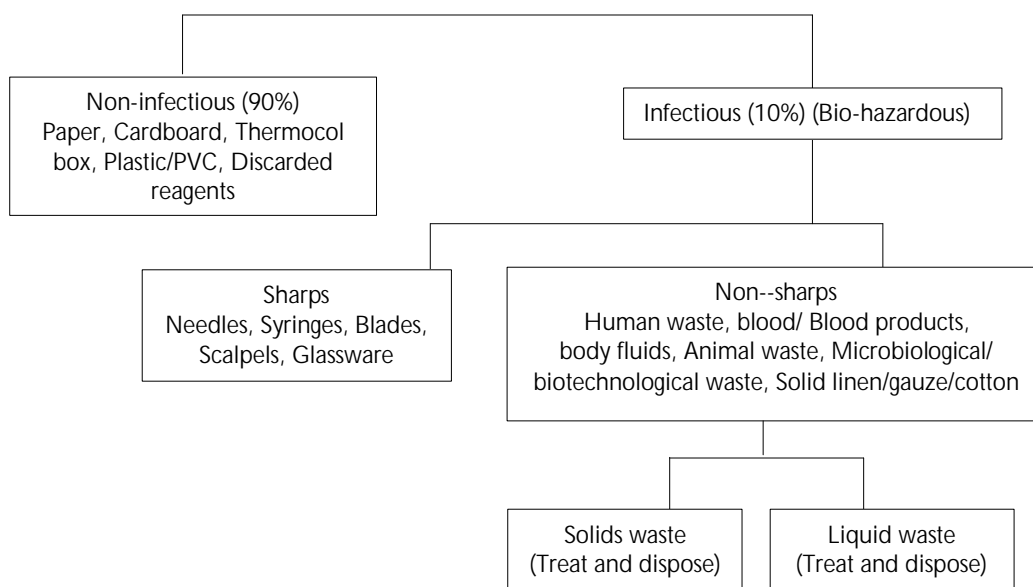 Non-infectious (90%)
Paper, Cardboard, Thermocol
box, Plastic/PVC, Discarded
reagents
Infectious (10%) (Bio-hazardous)
Sharps
Needles, Syringes, Blades,
Scalpels, Glassware
Non--sharps
Human waste, blood/ Blood products,
body fluids, Animal waste, Microbiological/
biotechnological waste, Solid linen/gauze/cotton
Solids waste
(Treat and dispose)
Liquid waste
(Treat and dispose)